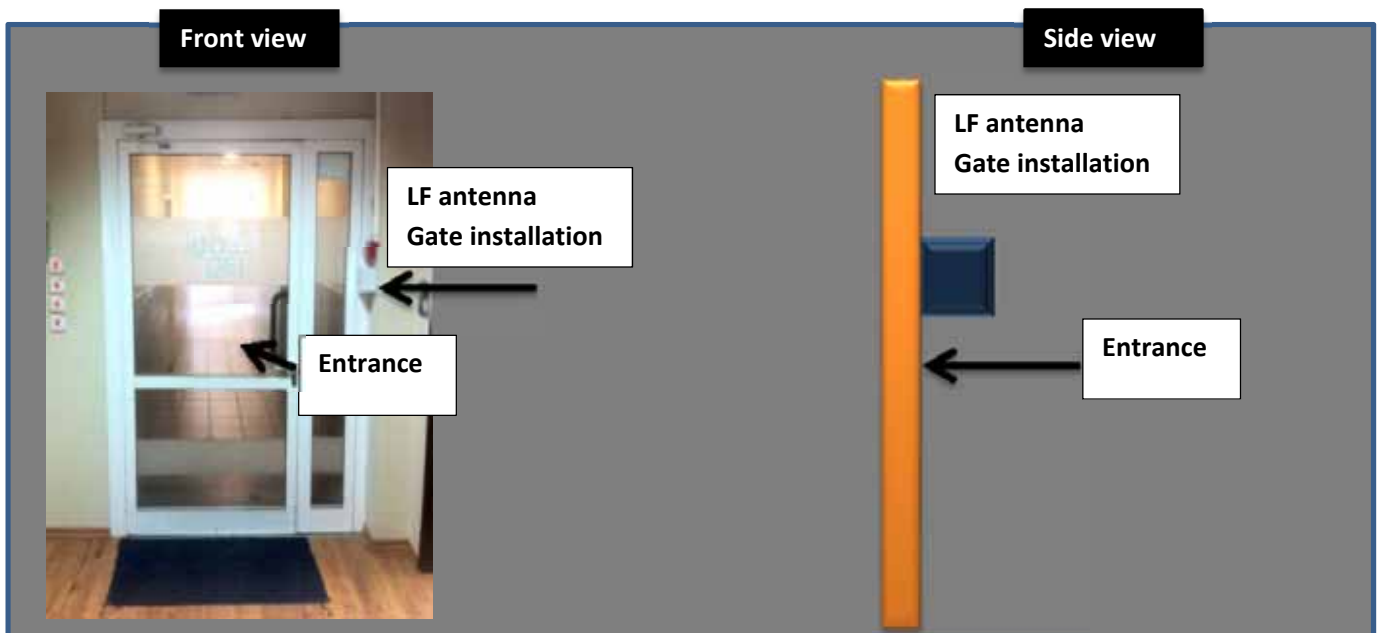 Front view
Side view
LF antenna
Gate installation
Entrance
LF antenna
Gate installation
Entrance